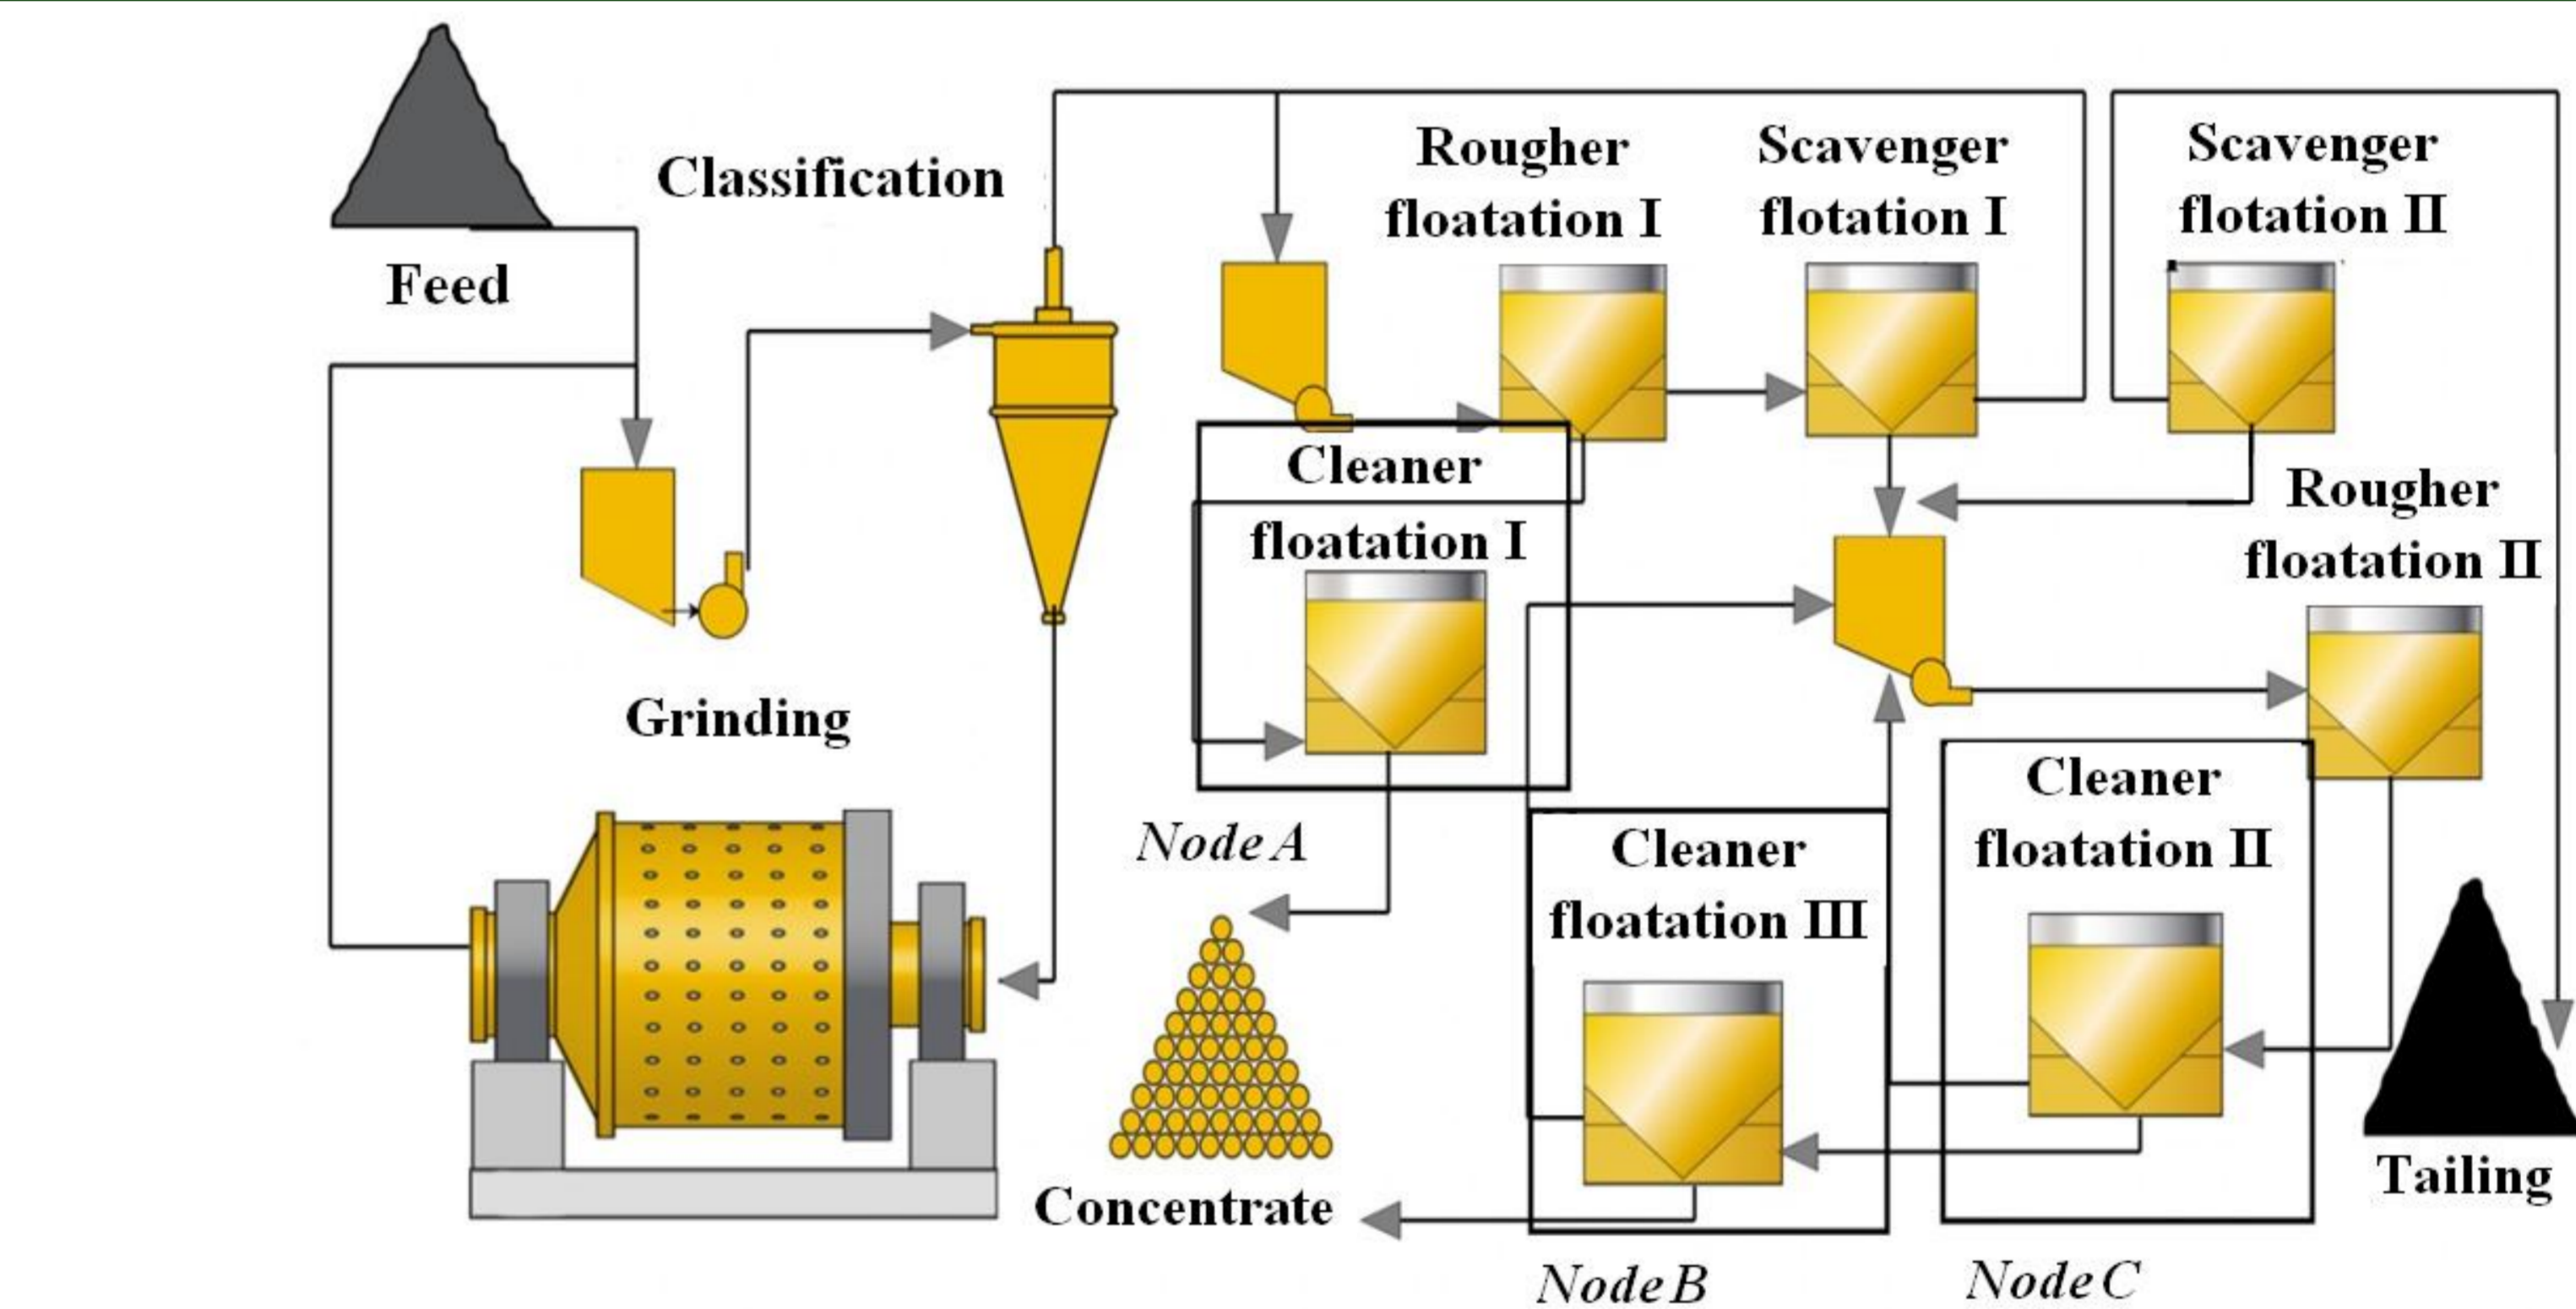 Feed
Classification
Grinding
Rougher
floatation I
Scavenger
flotation I
Scavenger
flotation II
Cleaner
floatation I
Rougher
floatation II
Node A
Cleaner
floatation III
Cleaner
floatation II
Concentrate
Tailing
Node B
Node C